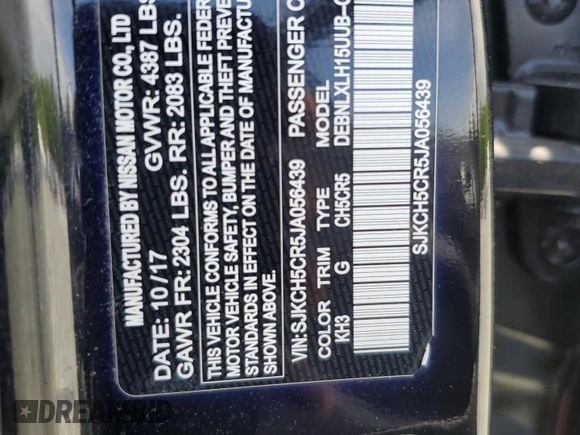 MANUFACTURED BY NISSAN MOTOR CO., LTD
DATE: 10/17 GVWR: 4387 LBS
GAWR FR: 2304 LBS. RR: 2083 LBS.
THIS VEHICLE CONFORMS TO ALL APPLICABLE FEDER
MOTOR VEHICLE SAFETY, BUMPER AND THEFT PREVE
STANDARDS IN EFFECT ON THE DATE OF MANUFACTUR
SHOWN ABOVE.
VIN: SJKCH5CR5JA056439 PASSENGER C
COLOR TRIM TYPE MODEL
KH3 G CH5CR5 DEBNLXLH15UUB-C
SJKCH5CR5JA056439
DREAMBID